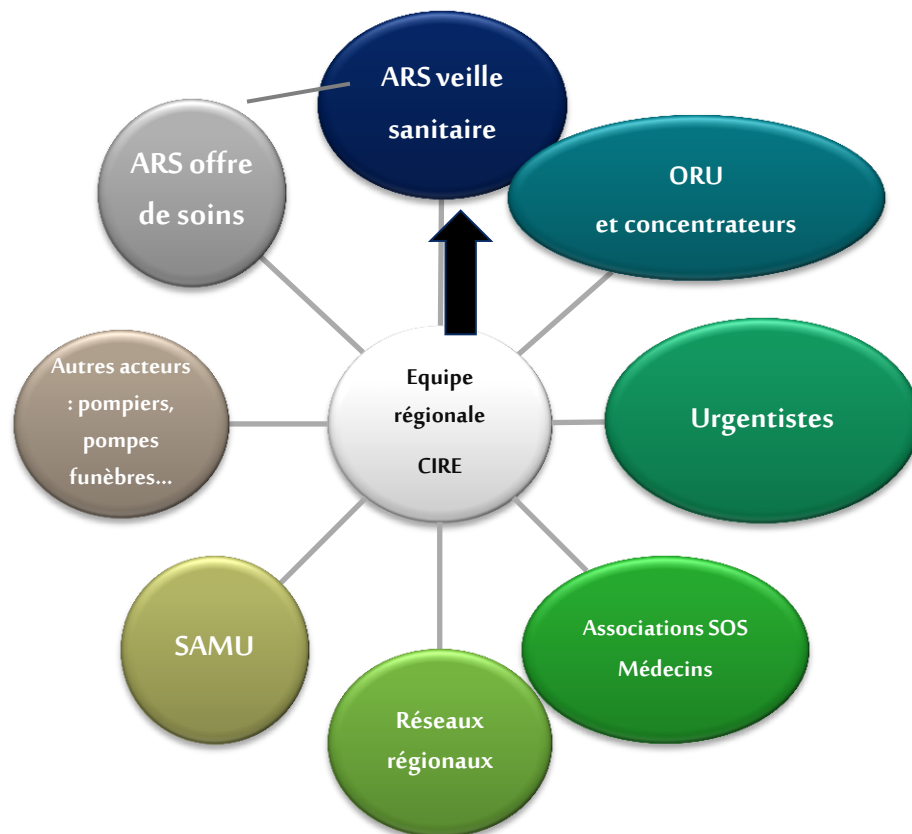 ARS veille
sanitaire
ORU
et concentrateurs
Urgentistes
Associations SOS
Médecins
Réseaux
régionaux
SAMU
Autres acteurs
: pompiers,
pompes
funèbres...
ARS offre
de soins
Equipe
régionale
CIRE